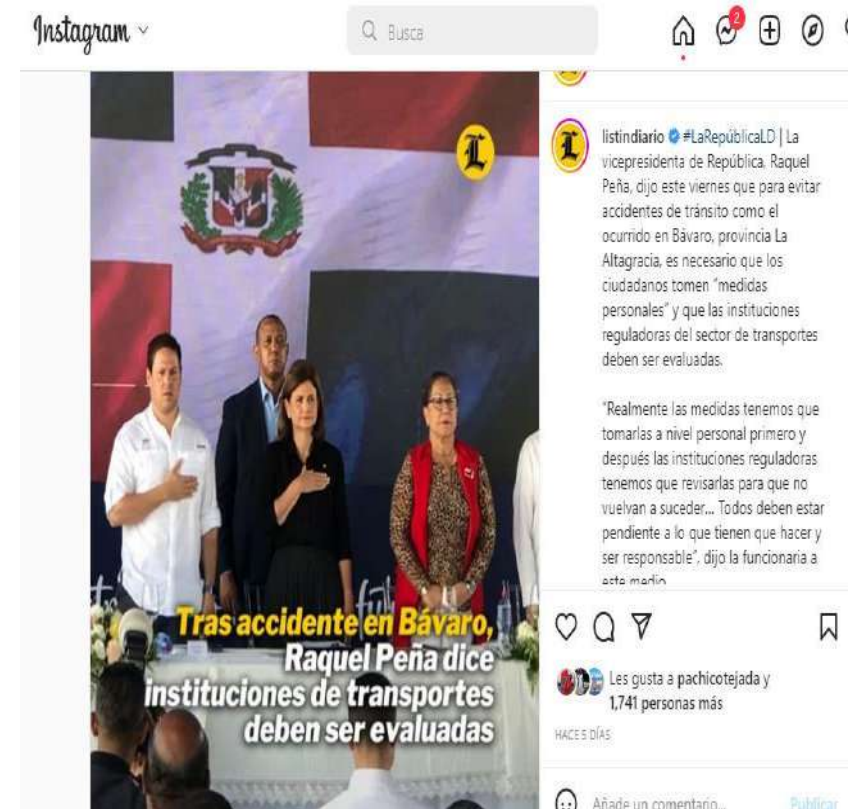 Instagram
Busca
2
L
listindiario #LaRepúblicaLD | La
vicepresidenta de República, Raquel
Peña, dijo este viernes que para evitar
accidentes de tránsito como el
ocurrido en Bávaro, provincia La
Altagracia, es necesario que los
ciudadanos tomen "medidas
personales" y que las instituciones
reguladoras del sector de transportes
deben ser evaluadas.
"Realmente las medidas tenemos que
tomarlas a nivel personal primero y
después las instituciones reguladoras
tenemos que revisarlas para que no
vuelvan a suceder... Todos deben estar
pendiente a lo que tienen que hacer y
ser responsable", dijo la funcionaria a
este medio
Tras accidente en Bávaro,
Raquel Peña dice
instituciones de transportes
deben ser evaluadas
Les gusta a pachicotejada y
1,741 personas más
HACE 5 DÍAS
Añade un comentario...
Publicar